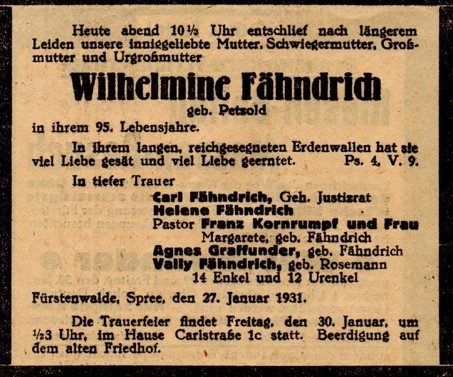 Heute abend 10½ Uhr entschlief nach längerem
Leiden unsere inniggeliebte Mutter, Schwiegermutter, Groß-
mutter und Urgroßmutter
Wilhelmine Fähndrich
geb. Petzold
in ihrem 95. Lebensjahre.
In ihrem langen, reichgesegneten Erdenwallen hat sie
viel Liebe gesät und viel Liebe geerntet. Ps. 4, V. 9.
In tiefer Trauer
Carl Fähndrich, Geh. Justizrat
Helene Fähndrich
Pastor Franz Kornrumpf und Frau
Margarete, geb. Fähndrich
Agnes Graffunder, geb. Fähndrich
Vally Fähndrich, geb. Rosemann
14 Enkel und 12 Urenkel
Fürstenwalde, Spree, den 27. Januar 1931.
Die Trauerfeier findet Freitag, den 30. Januar, um
½3 Uhr, im Hause Carlstraße 1c statt. Beerdigung auf
dem alten Friedhof.